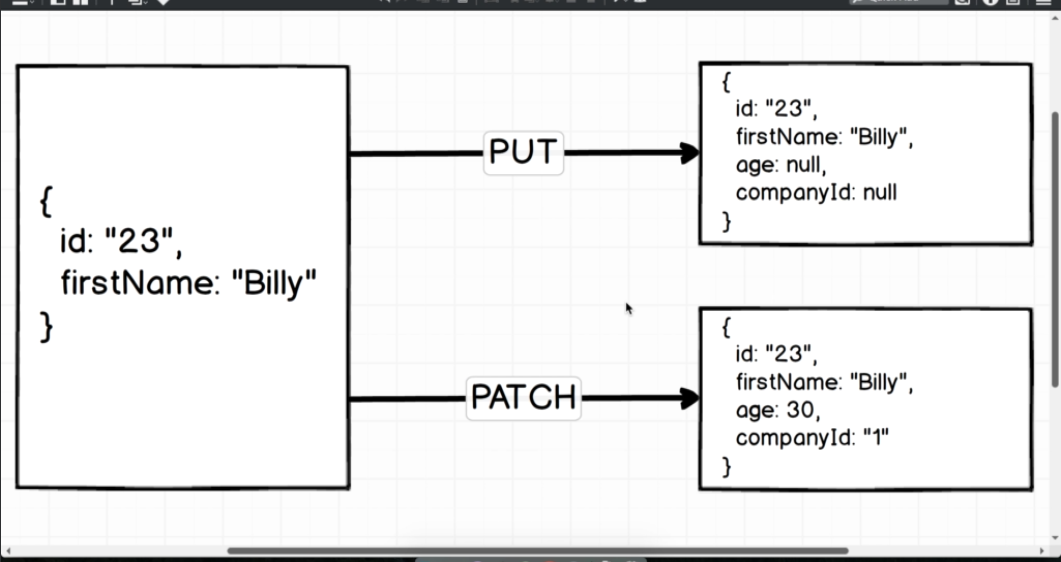 {
id: "23",
firstName: "Billy"
}
PUT
{
id: "23",
firstName: "Billy",
age: null,
companyId: null
}
PATCH
{
id: "23",
firstName: "Billy",
age: 30,
companyId: "1"
}